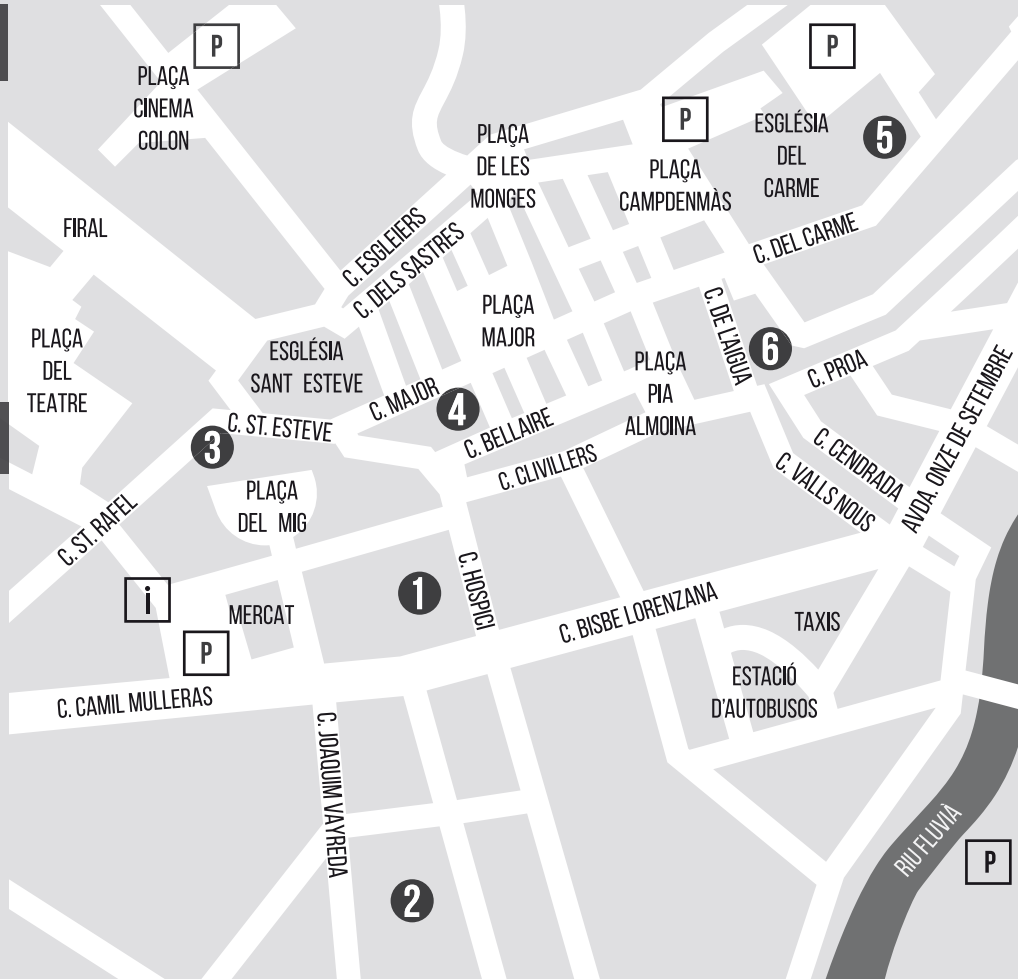 P
P
PLAÇA
CINEMA
COLON
P
PLAÇA
DE LES
MONGES
ESGLÉSIA
DEL
CARME
5
PLAÇA
CAMPDENMÀS
FIRAL
C. ESGLEIERS
C. DELS SASTRES
C. DEL CARME
PLAÇA
MAJOR
C. DE L'AIGUA
PLAÇA
DEL
TEATRE
ESGLÉSIA
SANT ESTEVE
6
PLAÇA
PIA
ALMOINA
C. PROA
C. MAJOR
4
C. BELLAIRE
C. ST. ESTEVE
3
C. CLIVILLERS
C. CENDRADA
C. VALLS NOUS
AVDA. ONZE DE SETEMBRE
PLAÇA
DEL MIG
C. ST. RAFEL
i
1
C. HOSPICI
MERCAT
C. BISBE LORENZANA
TAXIS
P
C. CAMIL MULLERAS
ESTACIÓ
D'AUTOBUSOS
C. JOAQUIM VAYREDA
RIU FLUVIÀ
P
2